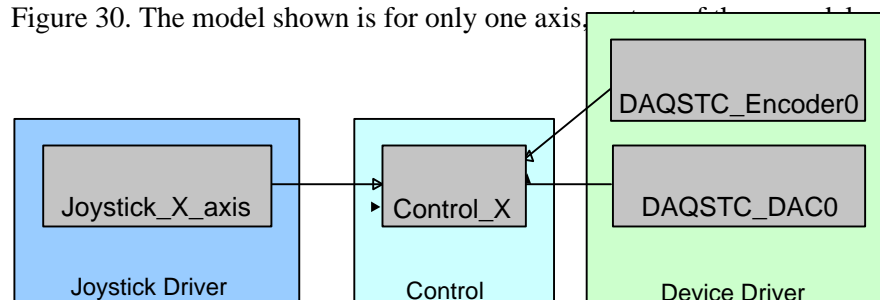 Figure 30. The model shown is for only one axis,
DAQSTC_Encoder0
Joystick_X_axis
Control_X
DAQSTC_DAC0
Joystick Driver
Control
Device Driver